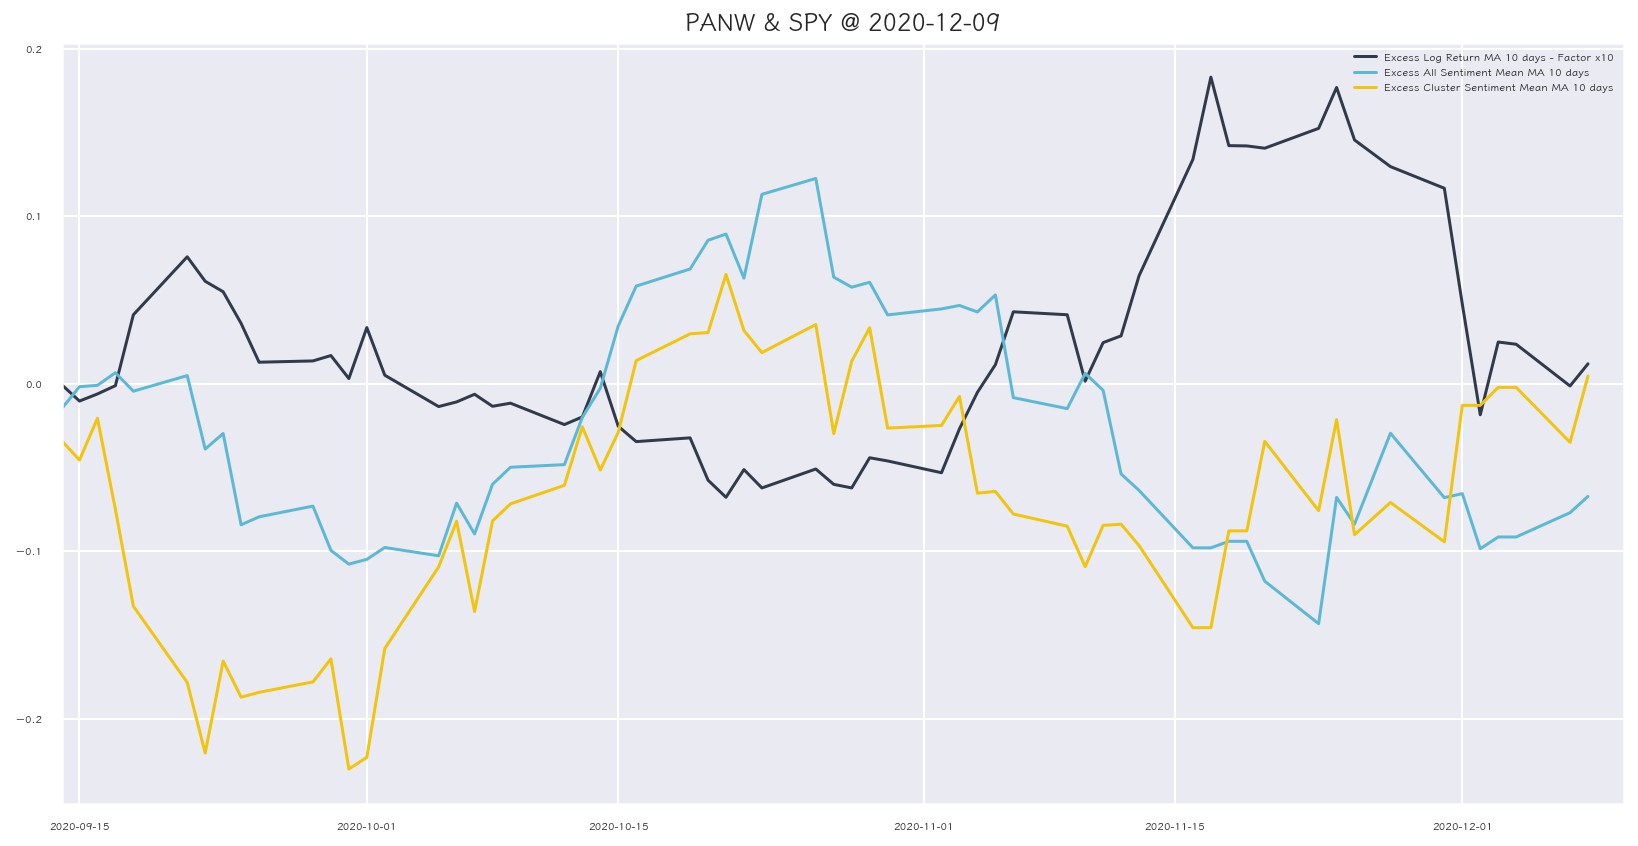 PANW & SPY @ 2020-12-09
Excess Log Return MA 10 days - Factor x10
Excess All Sentiment Mean MA 10 days
Excess Cluster Sentiment Mean MA 10 days
0.2
0.1
0.0
−0.1
−0.2
2020-09-15 2020-10-01 2020-10-15 2020-11-01 2020-11-15 2020-12-01